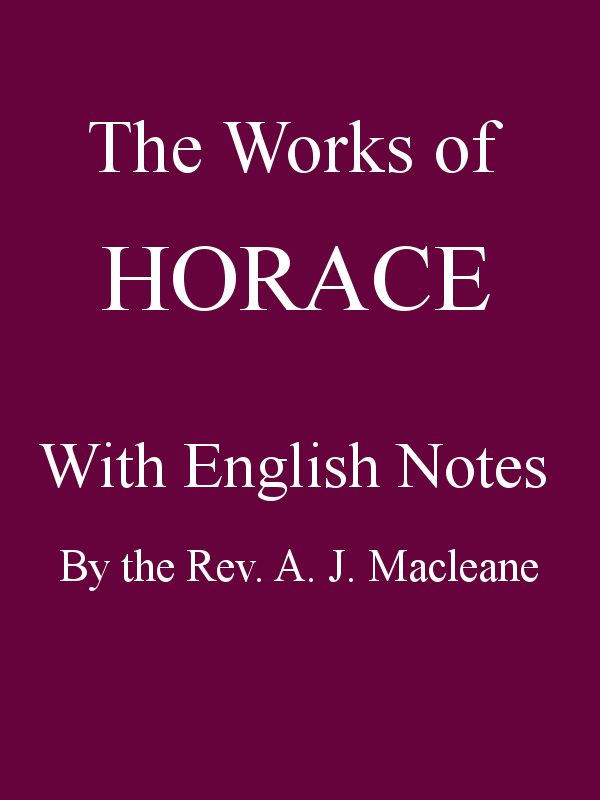 The Works of
HORACE
With English Notes
By the Rev. A. J. Macleane